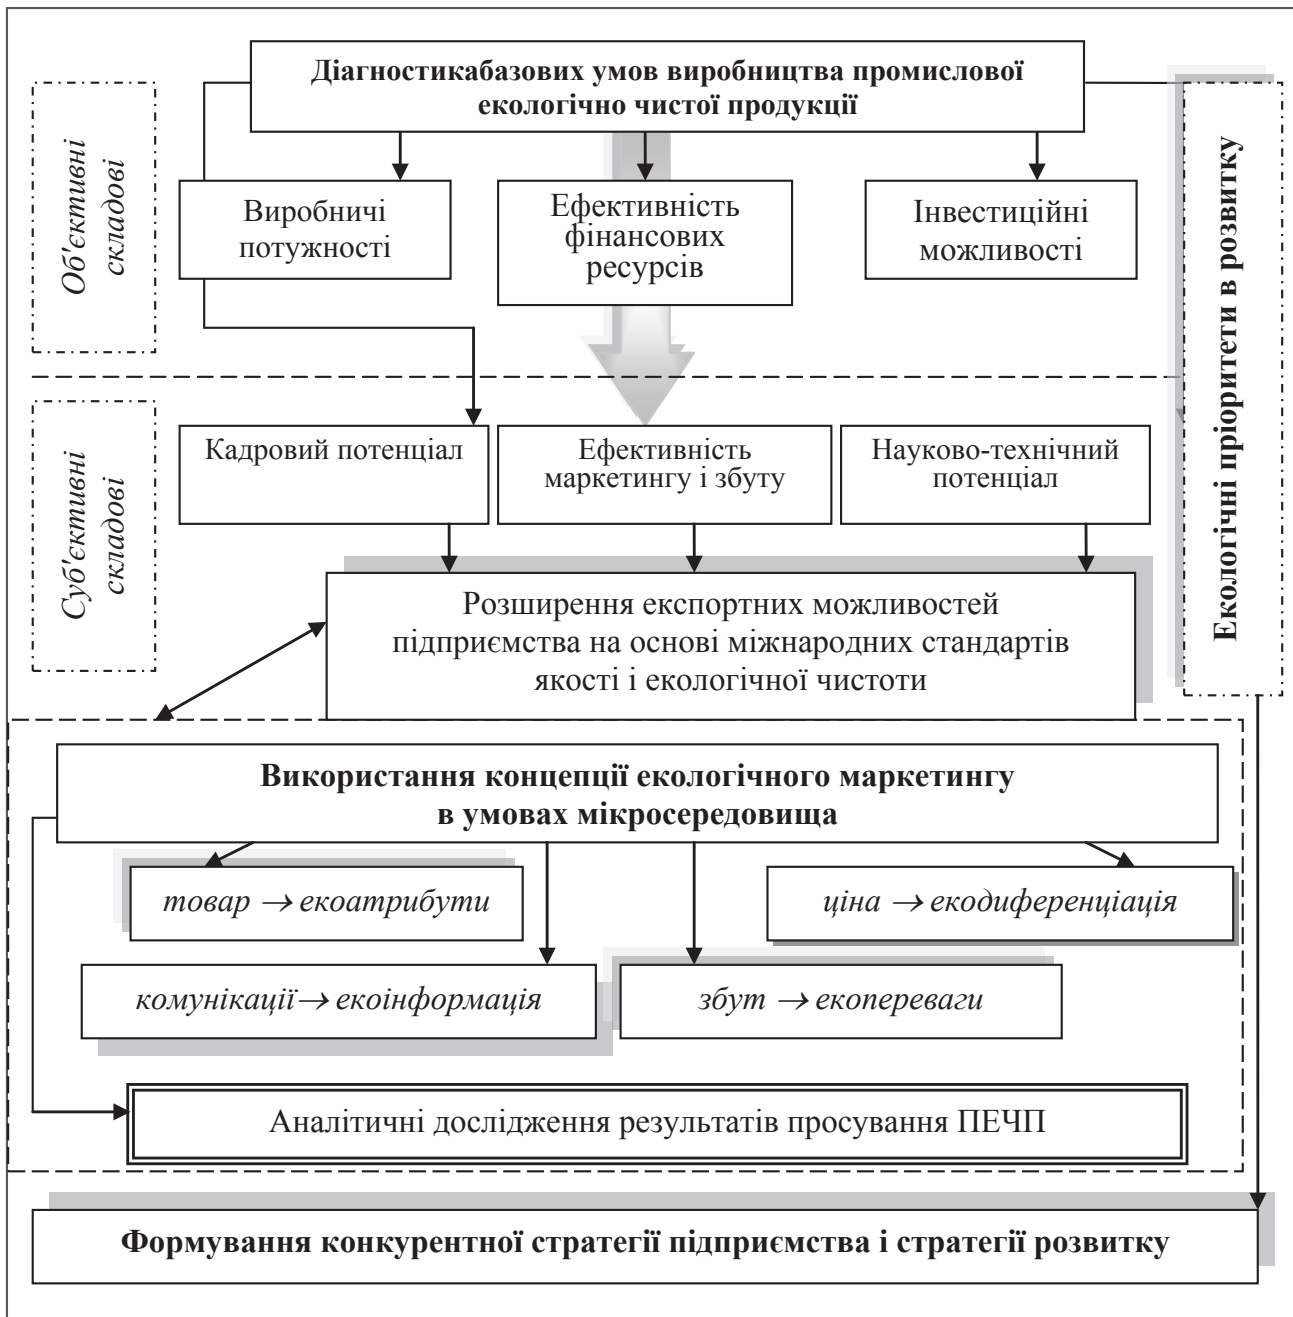 Діагностикабазових умов виробництва промислової
екологічно чистої продукції
Об'єктивні
складові
Виробничі
потужності
Ефективність
фінансових
ресурсів
Інвестиційні
можливості
Екологічні пріоритети в розвитку
Суб'єктивні
складові
Кадровий потенціал
Ефективність
маркетингу і збуту
Науково-технічний
потенціал
Розширення експортних можливостей
підприємства на основі міжнародних стандартів
якості і екологічної чистоти
Використання концепції екологічного маркетингу
в умовах мікросередовища
товар → екоатрибути
ціна → екодиференціація
комунікації → екоінформація
збут → екопереваги
Аналітичні дослідження результатів просування ПЕЧП
Формування конкурентної стратегії підприємства і стратегії розвитку